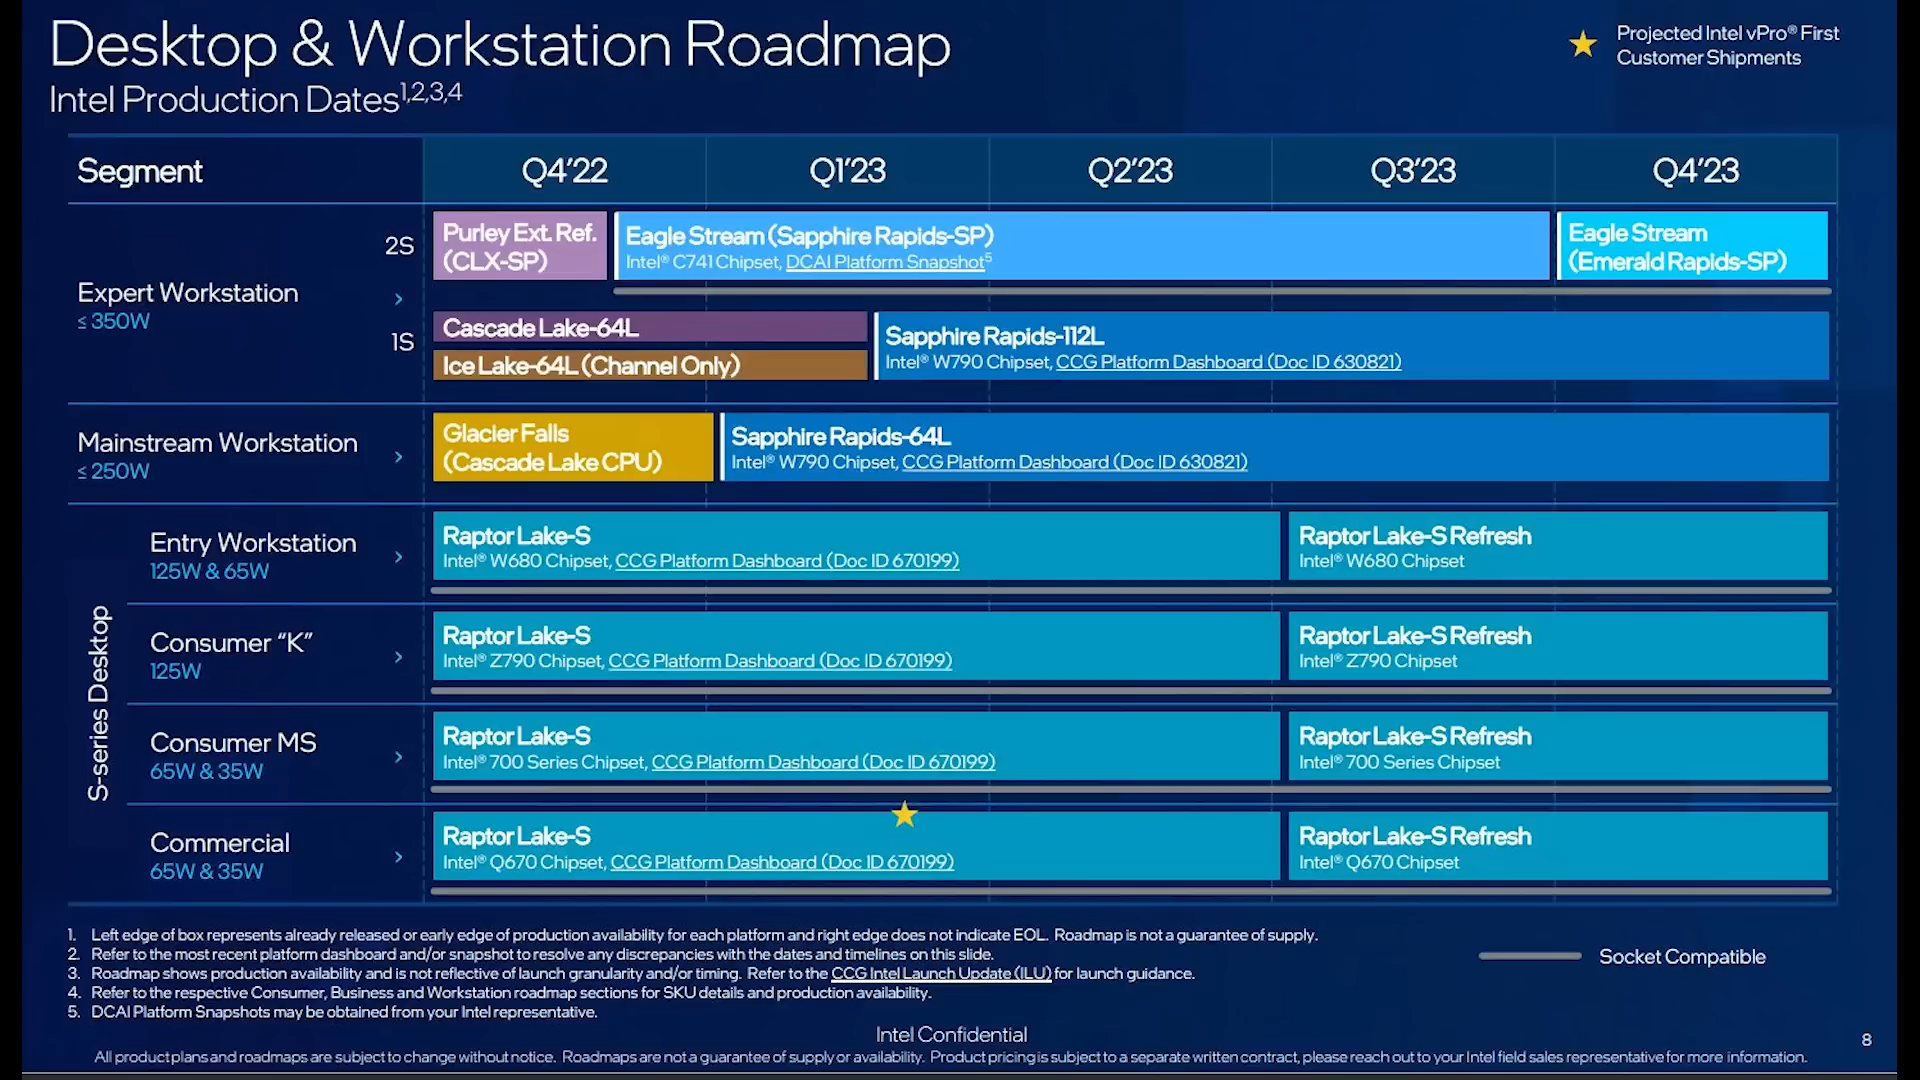 Desktop & Workstation Roadmap
Intel Production Dates1,2,3,4
Projected Intel vPro® First
Customer Shipments
Segment
Q4'22
Q1'23
Q2'23
Q3'23
Q4'23
Expert Workstation
≤ 350W
2S
Purley Ext. Ref.
(CLX-SP)
Eagle Stream (Sapphire Rapids-SP)
Intel® C741 Chipset, DCAI Platform Snapshot5
Eagle Stream
(Emerald Rapids-SP)
1S
Cascade Lake-64L
Ice Lake-64L (Channel Only)
Sapphire Rapids-112L
Intel® W790 Chipset, CCG Platform Dashboard (Doc ID 630821)
Mainstream Workstation
≤ 250W
Glacier Falls
(Cascade Lake CPU)
Sapphire Rapids-64L
Intel® W790 Chipset, CCG Platform Dashboard (Doc ID 630821)
S-series Desktop
Entry Workstation
125W & 65W
Raptor Lake-S
Intel® W680 Chipset, CCG Platform Dashboard (Doc ID 670199)
Raptor Lake-S Refresh
Intel® W680 Chipset
Consumer “K”
125W
Raptor Lake-S
Intel® Z790 Chipset, CCG Platform Dashboard (Doc ID 670199)
Raptor Lake-S Refresh
Intel® Z790 Chipset
Consumer MS
65W & 35W
Raptor Lake-S
Intel® 700 Series Chipset, CCG Platform Dashboard (Doc ID 670199)
Raptor Lake-S Refresh
Intel® 700 Series Chipset
Commercial
65W & 35W
Raptor Lake-S
Intel® Q670 Chipset, CCG Platform Dashboard (Doc ID 670199)
Raptor Lake-S Refresh
Intel® Q670 Chipset
1. Left edge of box represents already released or early edge of production availability for each platform and right edge does not indicate EOL. Roadmap is not a guarantee of supply.
2. Refer to the most recent platform dashboard and/or snapshot to resolve any discrepancies with the dates and timelines on this slide.
3. Roadmap shows production availability and is not reflective of launch granularity and/or timing. Refer to the CCG Intel Launch Update (ILU) for launch guidance.
4. Refer to the respective Consumer, Business and Workstation roadmap sections for SKU details and production availability.
5. DCAI Platform Snapshots may be obtained from your Intel representative.
Socket Compatible
Intel Confidential
8
All product plans and roadmaps are subject to change without notice. Roadmaps are not a guarantee of supply or availability. Product pricing is subject to a separate written contract, please reach out to your Intel field sales representative for more information.